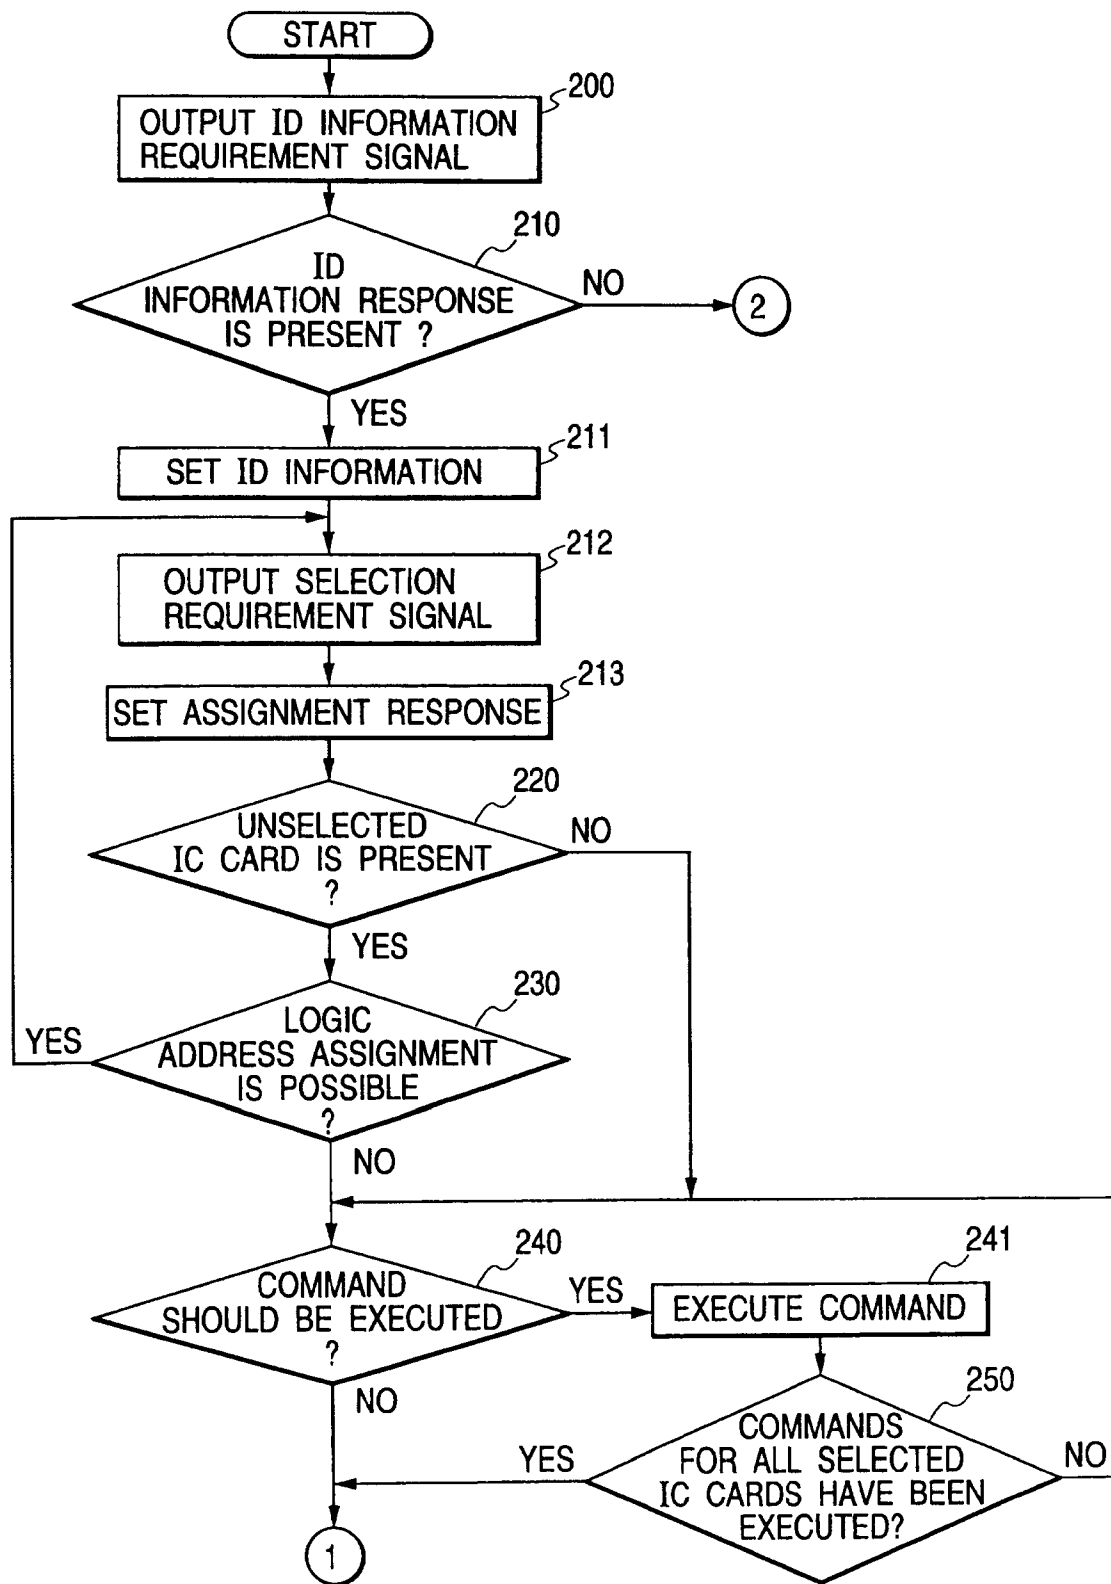 START
200
OUTPUT ID INFORMATION
REQUIREMENT SIGNAL
210
ID
INFORMATION RESPONSE
IS PRESENT ?
NO
2
YES
211
SET ID INFORMATION
212
OUTPUT SELECTION
REQUIREMENT SIGNAL
213
SET ASSIGNMENT RESPONSE
220
UNSELECTED
IC CARD IS PRESENT
?
NO
YES
230
LOGIC
ADDRESS ASSIGNMENT
IS POSSIBLE
?
YES
NO
240
COMMAND
SHOULD BE EXECUTED
?
YES
241
EXECUTE COMMAND
NO
250
COMMANDS
FOR ALL SELECTED
IC CARDS HAVE BEEN
EXECUTED?
YES
NO
1